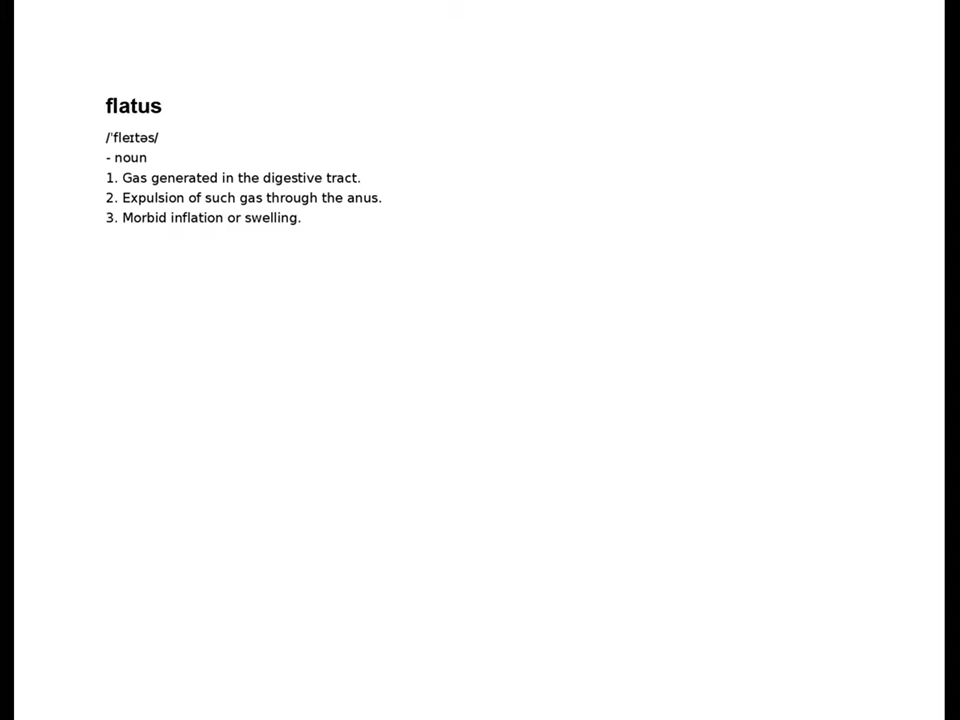 flatus
/ˈfleɪtəs/
- noun
1. Gas generated in the digestive tract.
2. Expulsion of such gas through the anus.
3. Morbid inflation or swelling.